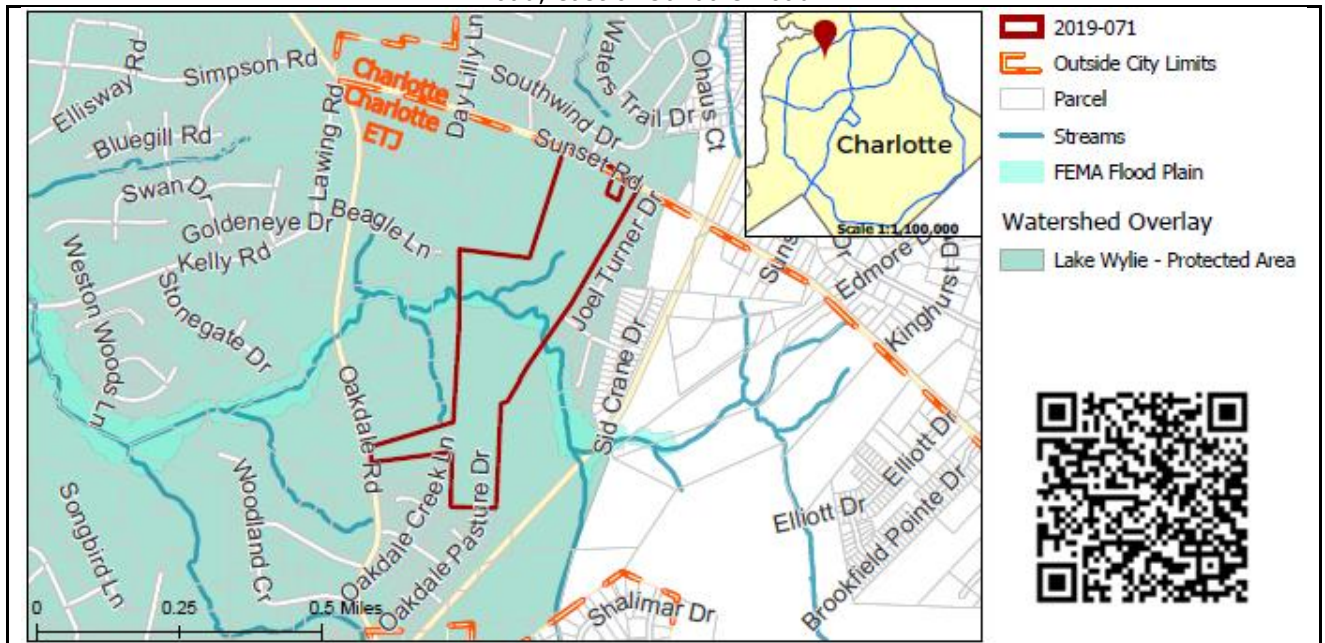 Ellisway Rd
Simpson Rd
Bluegill Rd
Swan Dr
Goldeneye Dr
Kelly Rd
Lawing Rd
Beagle Ln
Charlotte
Charlotte
ETJ
Day Lilly Ln
Southwind Dr
Waters Trail Dr
Ohaus Ct
Sunset Rd
Joel Turner Dr
Weston Woods Ln
Stonegate Dr
Oakdale Rd
Sid Crane Dr
Edmore Dr
Kinghurst Dr
Elliott Dr
Elliott Dr
Brookfield Pointe Dr
Oakdale Creek Ln
Oakdale Pasture Dr
Woodland Cr
Songbird Ln
Shalimar Dr
0 0.25 0.5 Miles
Charlotte
Scale 1:1,100,000
2019-071
Outside City Limits
Parcel
Streams
FEMA Flood Plain
Watershed Overlay
Lake Wylie - Protected Area